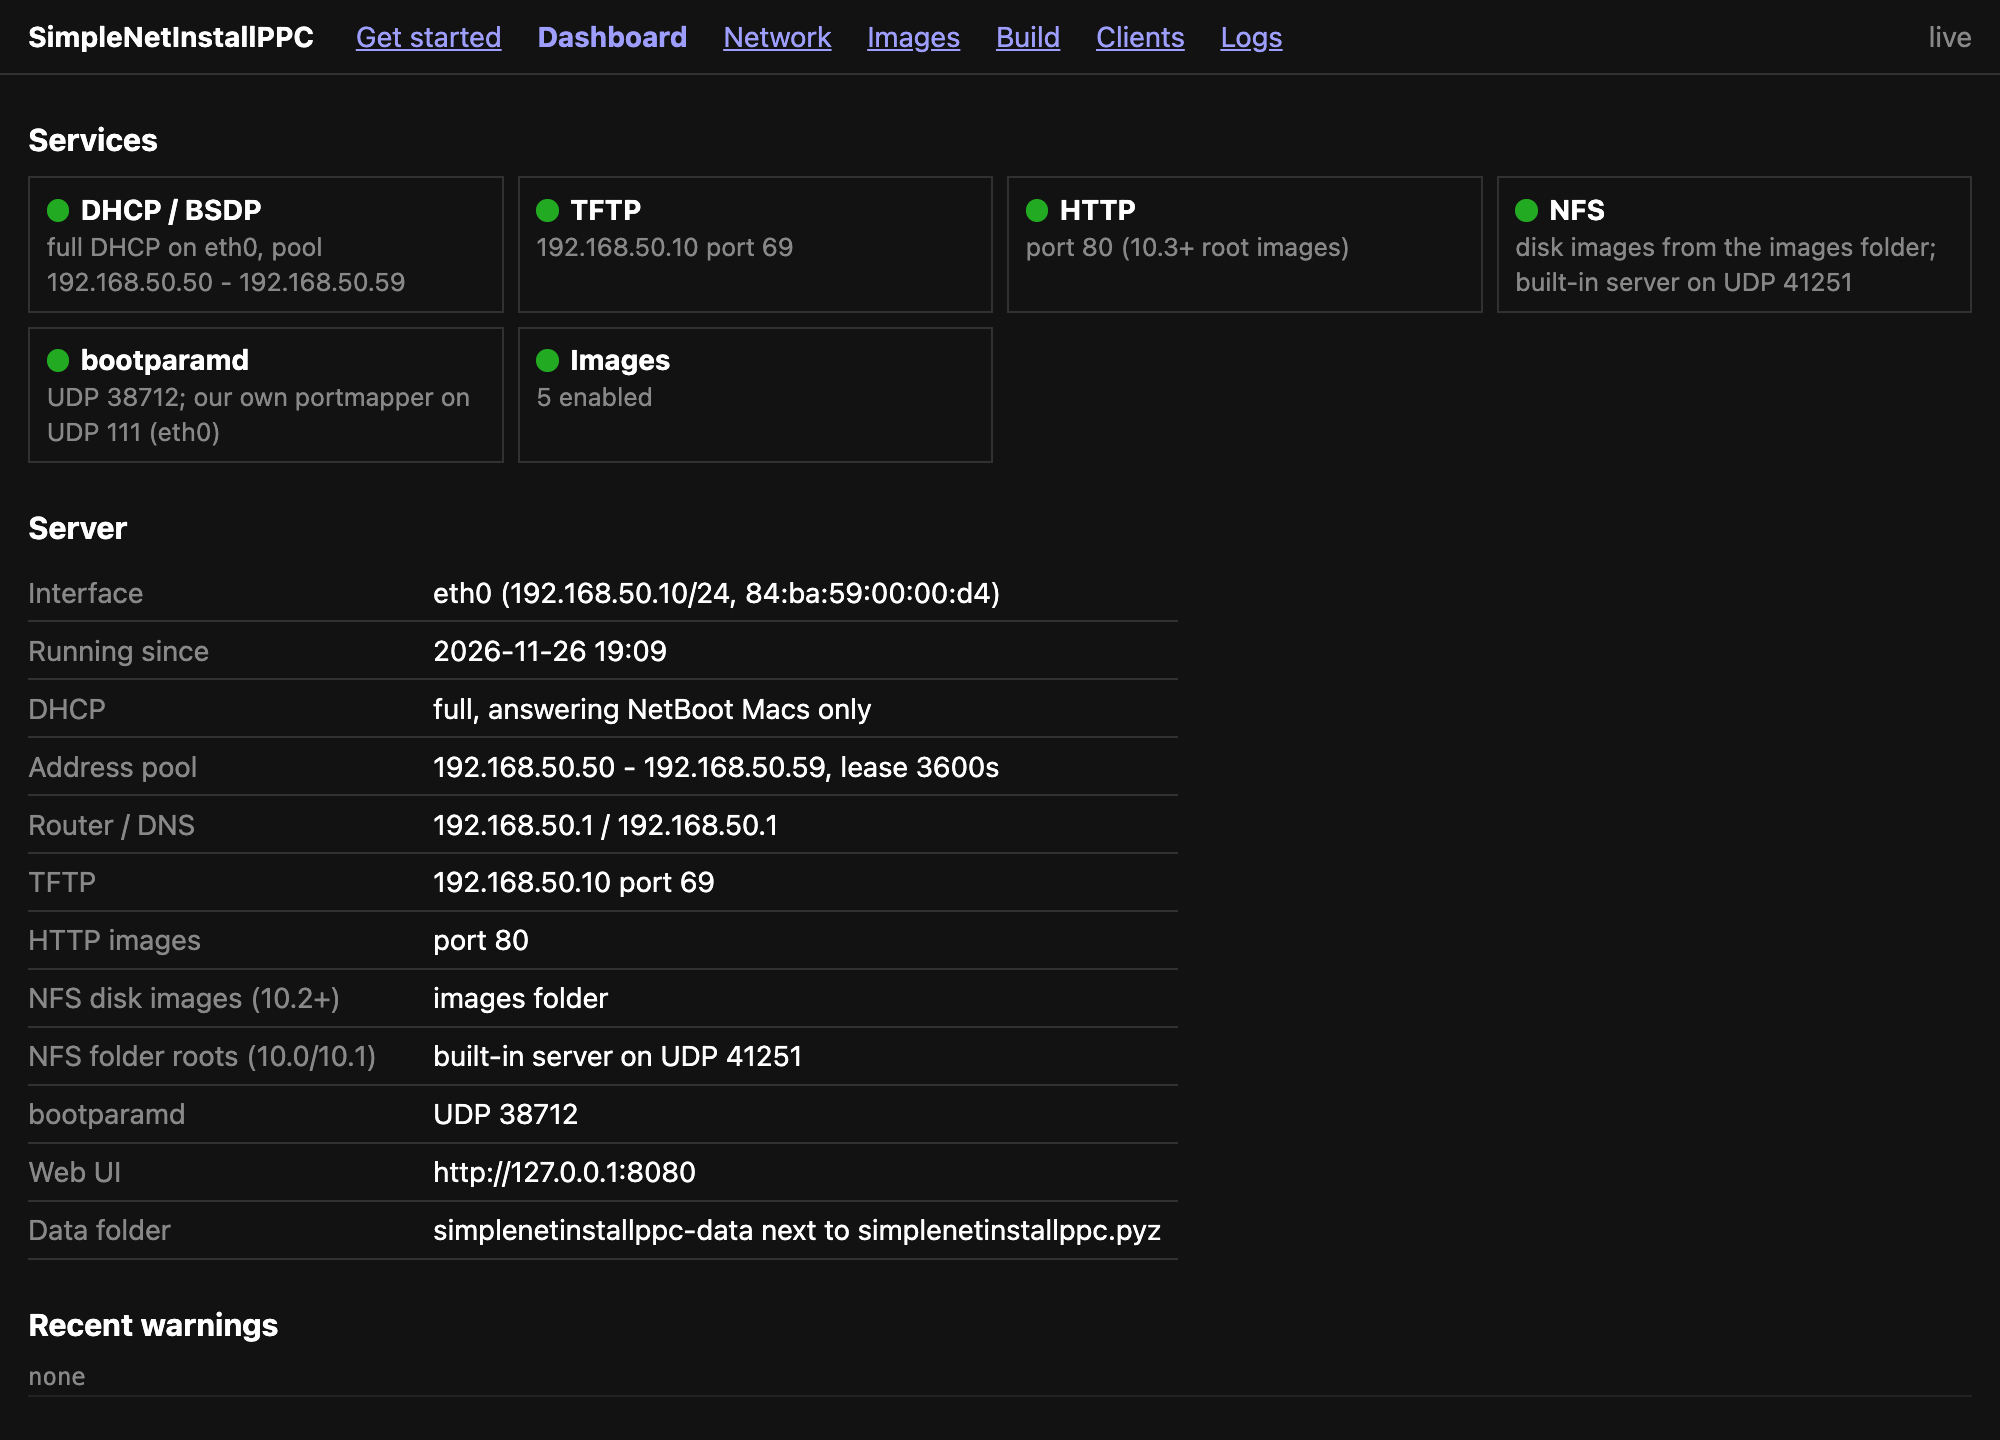 SimpleNetInstallPPC Get started Dashboard Network Images Build Clients Logs live
Services
DHCP / BSDP
full DHCP on eth0, pool
192.168.50.50 - 192.168.50.59
TFTP
192.168.50.10 port 69
HTTP
port 80 (10.3+ root images)
NFS
disk images from the images folder;
built-in server on UDP 41251
bootparamd
UDP 38712; our own portmapper on
UDP 111 (eth0)
Images
5 enabled
Server
Interface eth0 (192.168.50.10/24, 84:ba:59:00:00:d4)
Running since 2026-11-26 19:09
DHCP full, answering NetBoot Macs only
Address pool 192.168.50.50 - 192.168.50.59, lease 3600s
Router / DNS 192.168.50.1 / 192.168.50.1
TFTP 192.168.50.10 port 69
HTTP images port 80
NFS disk images (10.2+) images folder
NFS folder roots (10.0/10.1) built-in server on UDP 41251
bootparamd UDP 38712
Web UI http://127.0.0.1:8080
Data folder simplenetinstallppc-data next to simplenetinstallppc.pyz
Recent warnings
none